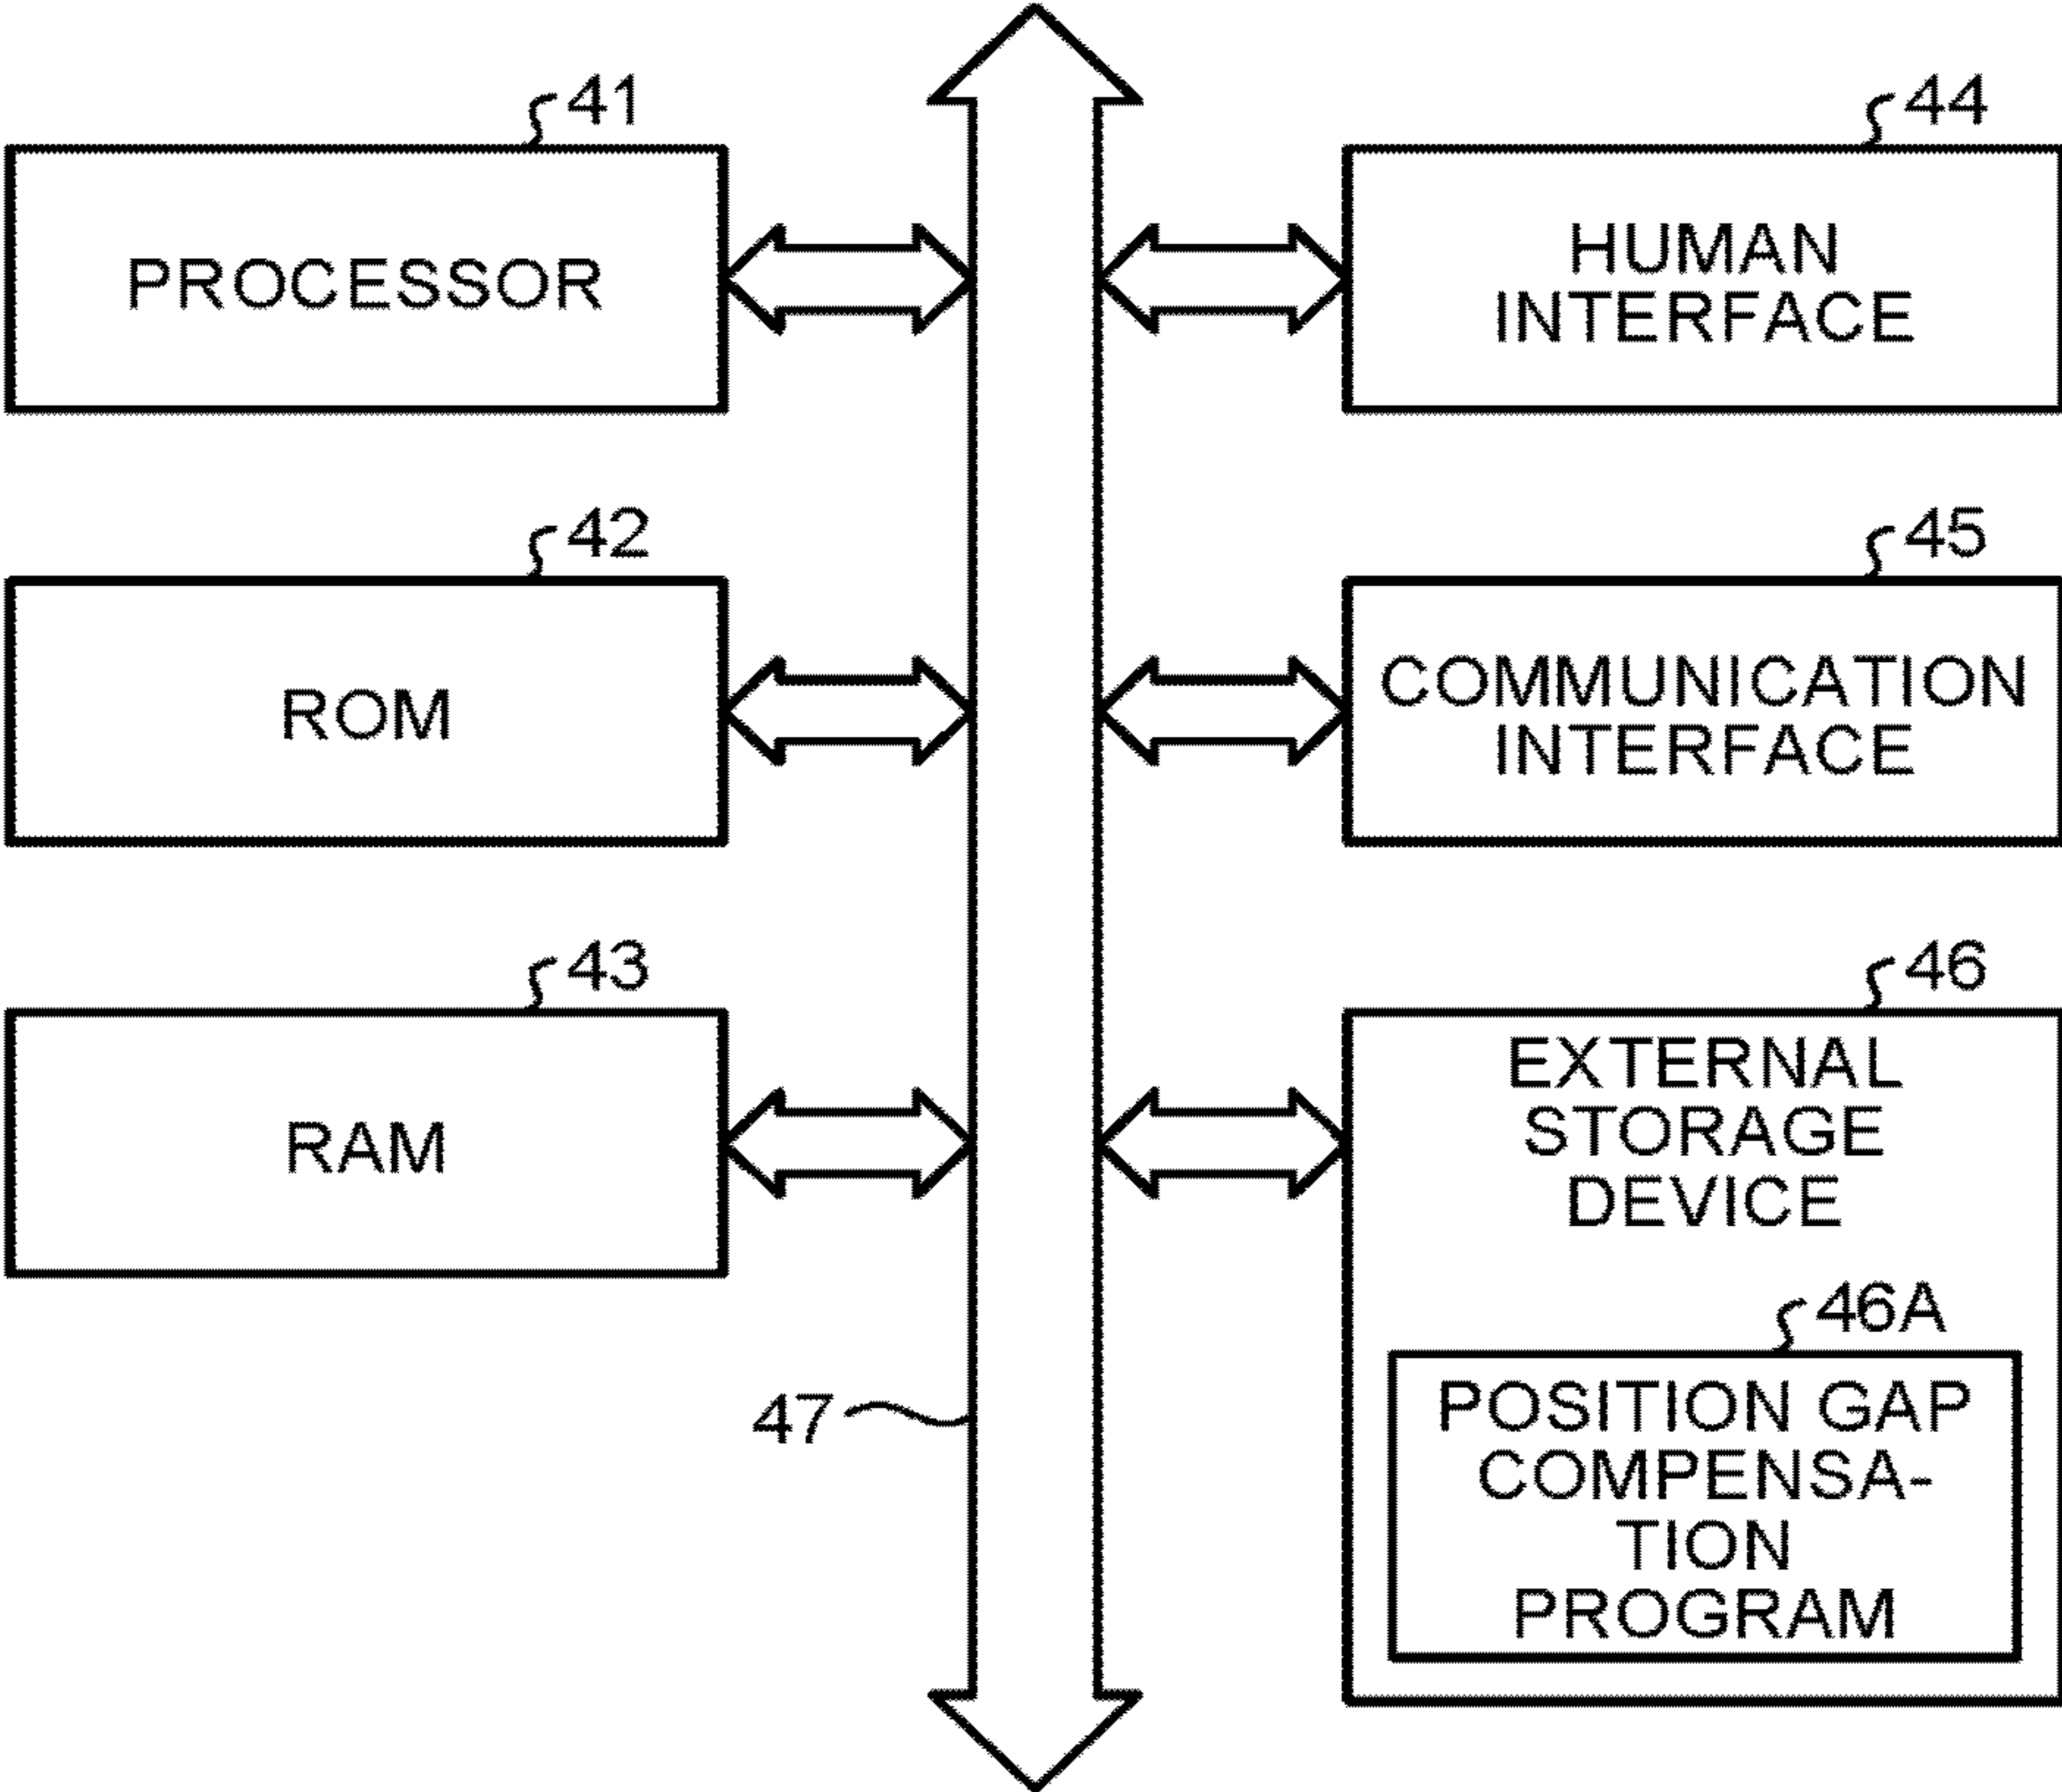 41
PROCESSOR
42
ROM
43
RAM
44
HUMAN
INTERFACE
45
COMMUNICATION
INTERFACE
46
EXTERNAL
STORAGE
DEVICE
46A
POSITION GAP
COMPENSA-
TION
PROGRAM
47